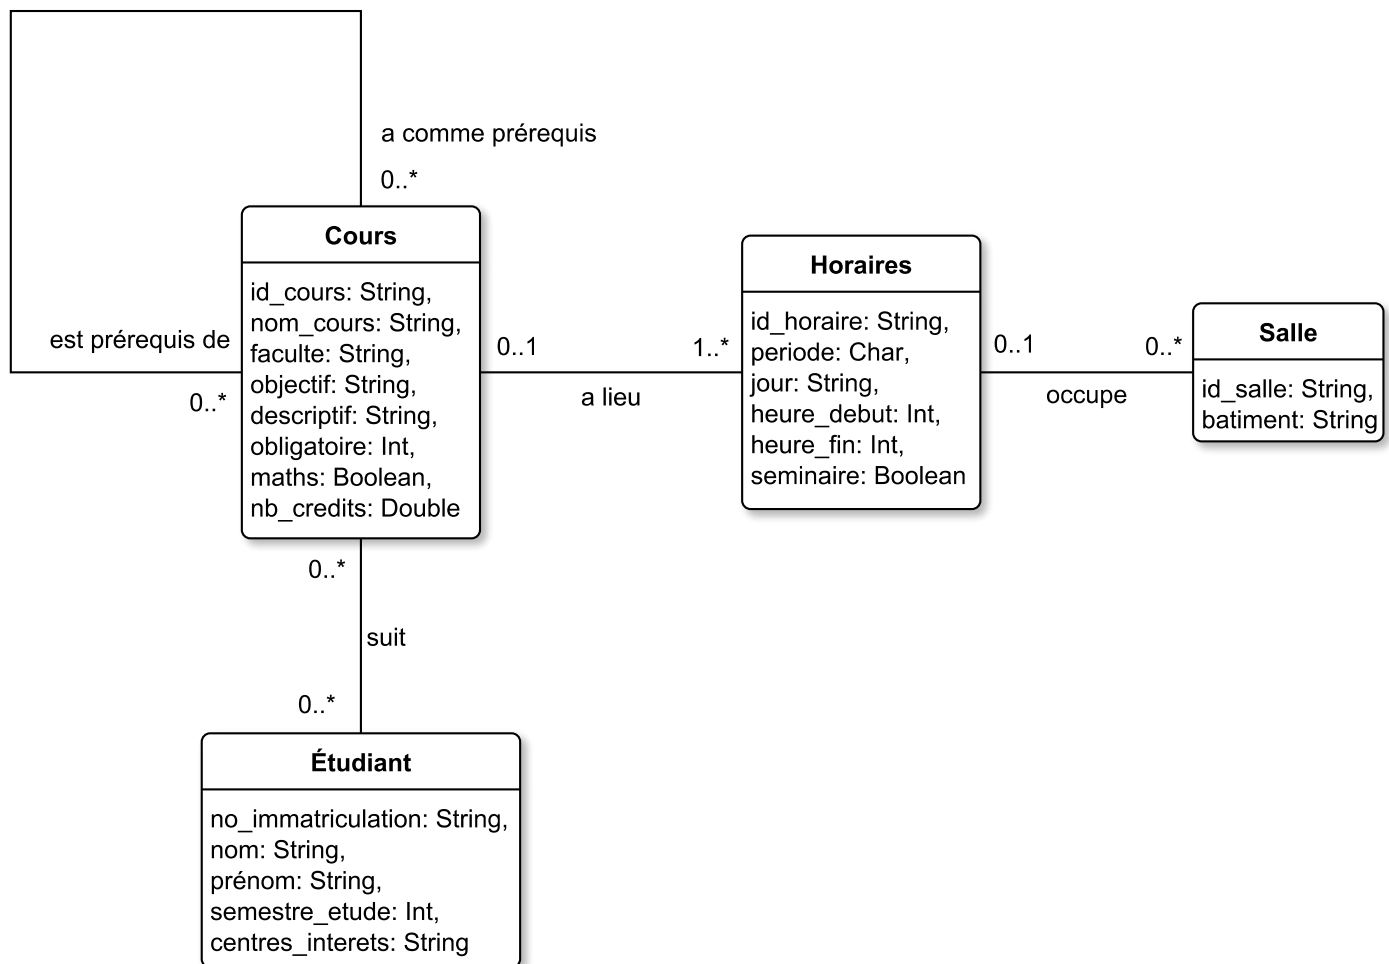 a comme prérequis
0..*
Cours
id_cours: String,
nom_cours: String,
faculte: String,
objectif: String,
descriptif: String,
obligatoire: Int,
maths: Boolean,
nb_credits: Double
est prérequis de
0..*
0..1
a lieu
1..*
Horaires
id_horaire: String,
periode: Char,
jour: String,
heure_debut: Int,
heure_fin: Int,
seminaire: Boolean
0..1
occupe
0..*
Salle
id_salle: String,
batiment: String
0..*
suit
0..*
Étudiant
no_immatriculation: String,
nom: String,
prénom: String,
semestre_etude: Int,
centres_interets: String